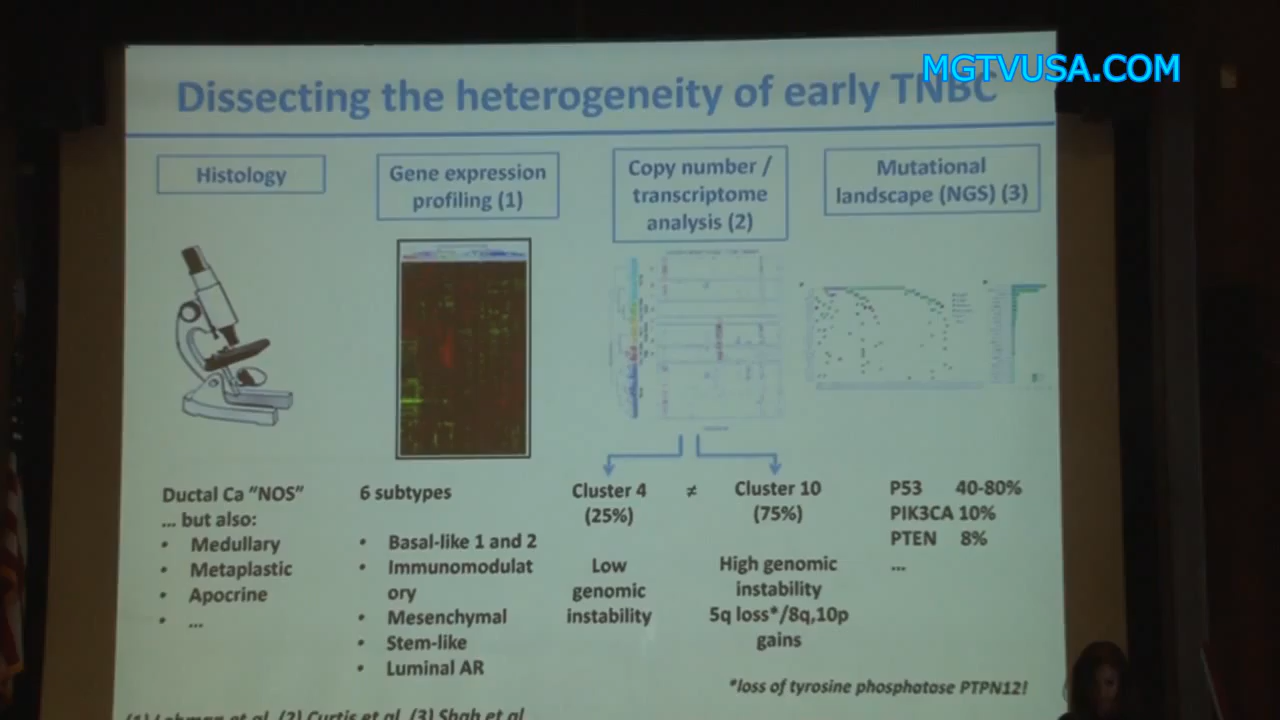 MGTVUSA.COM
Dissecting the heterogeneity of early TNBC
Histology
Gene expression
profiling (1)
Copy number /
transcriptome
analysis (2)
Mutational
landscape (NGS) (3)
Ductal Ca "NOS"
... but also:
• Medullary
• Metaplastic
• Apocrine
• ...
6 subtypes
• Basal-like 1 and 2
• Immunomodulat
ory
• Mesenchymal
• Stem-like
• Luminal AR
Cluster 4
(25%)
≠
Cluster 10
(75%)
Low
genomic
instability
High genomic
instability
5q loss*/8q,10p
gains
P53 40-80%
PIK3CA 10%
PTEN 8%
...
*loss of tyrosine phosphotose PTPN12!
(1) Lehman et al, (2) Curtis et al, (3) Shah et al